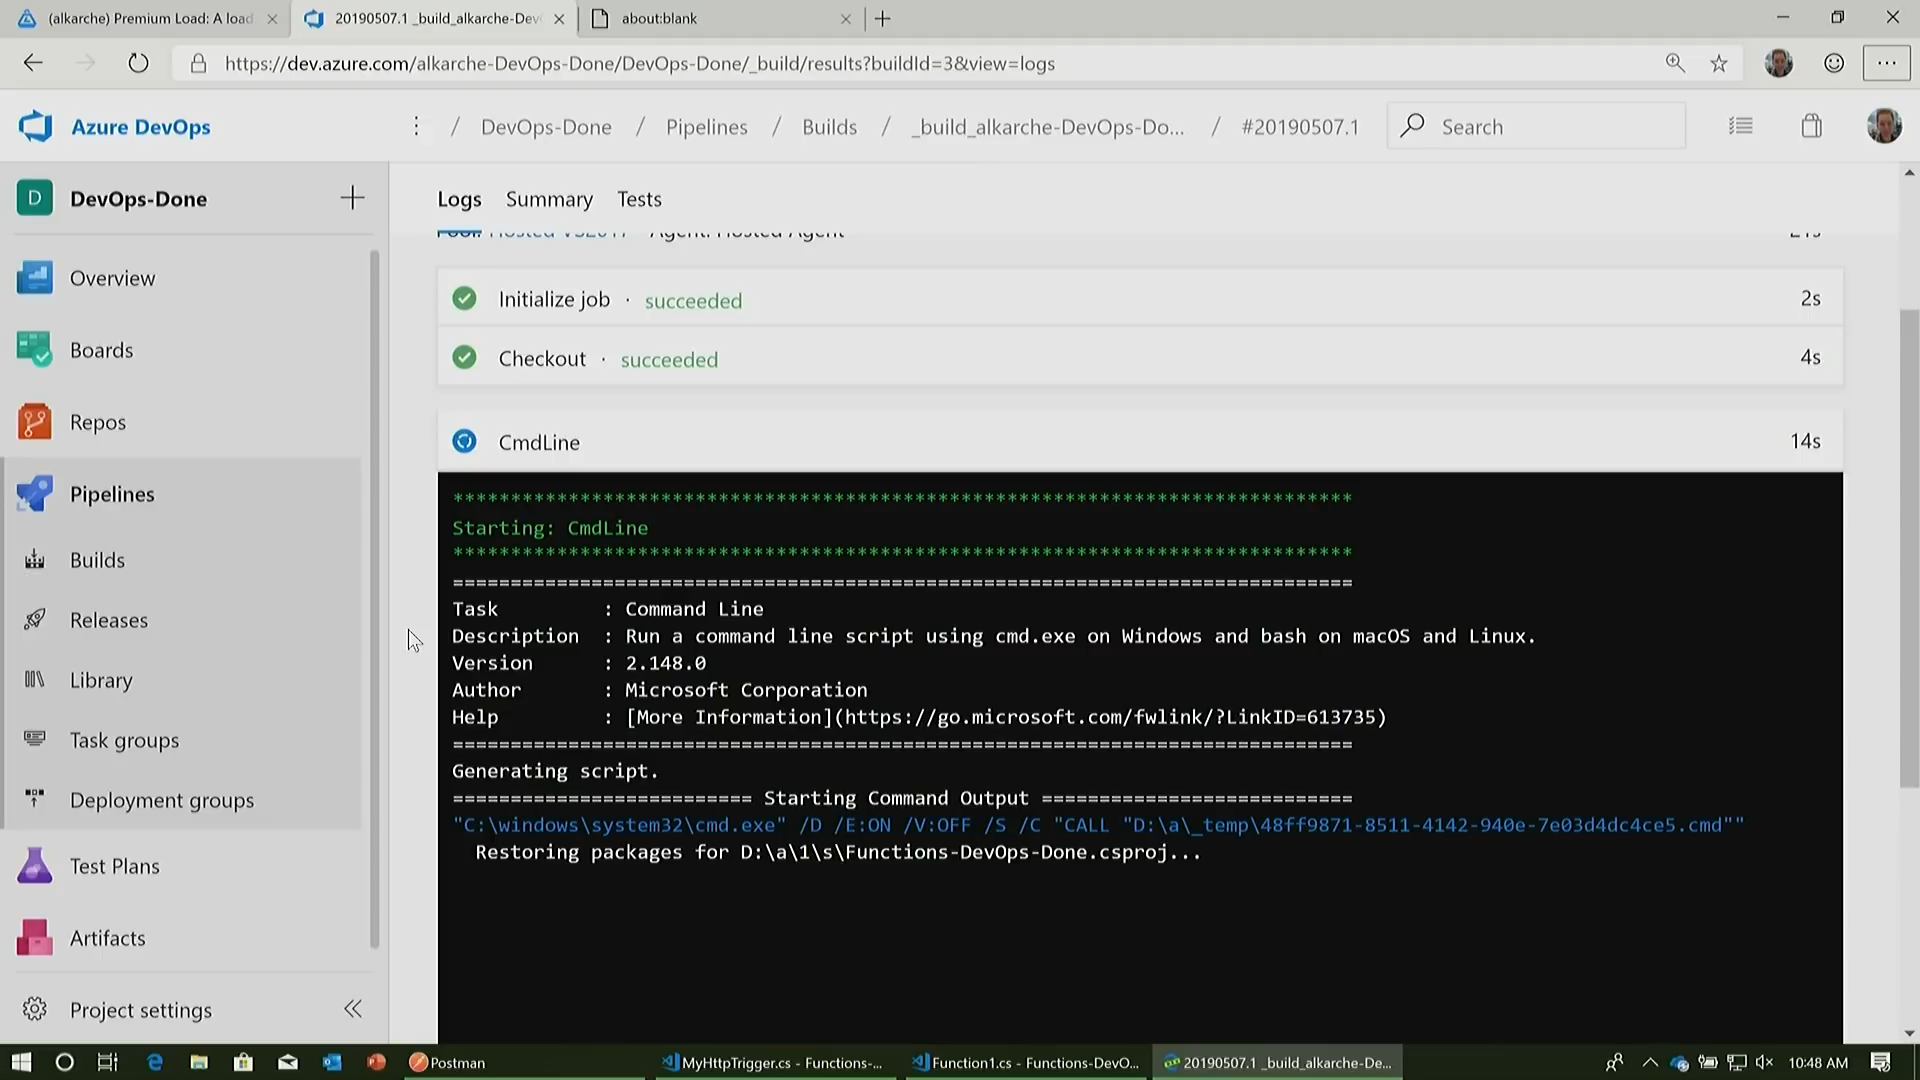 (alkarche) Premium Load: A load
20190507.1 _build_alkarche-Dev
about:blank
https://dev.azure.com/alkarche-DevOps-Done/DevOps-Done/_build/results?buildId=3&view=logs
Azure DevOps
/ DevOps-Done / Pipelines / Builds / _build_alkarche-DevOps-Do... / #20190507.1
Search
D DevOps-Done
Logs Summary Tests
Pool: Hosted VS2017 · Agent: Hosted Agent
Overview
Initialize job · succeeded 2s
Boards
Checkout · succeeded 4s
Repos
CmdLine 14s
Pipelines
Builds
Releases
Library
Task groups
Deployment groups
Test Plans
Artifacts
Project settings
******************************************************************************
Starting: CmdLine
******************************************************************************
==============================================================================
Task : Command Line
Description : Run a command line script using cmd.exe on Windows and bash on macOS and Linux.
Version : 2.148.0
Author : Microsoft Corporation
Help : [More Information](https://go.microsoft.com/fwlink/?LinkID=613735)
==============================================================================
Generating script.
========================== Starting Command Output ===========================
"C:\windows\system32\cmd.exe" /D /E:ON /V:OFF /S /C "CALL "D:\a\_temp\48ff9871-8511-4142-940e-7e03d4dc4ce5.cmd""
Restoring packages for D:\a\1\s\Functions-DevOps-Done.csproj...
Postman
MyHttpTrigger.cs - Functions-...
Function1.cs - Functions-DevO...
20190507.1 _build_alkarche-De...
10:48 AM